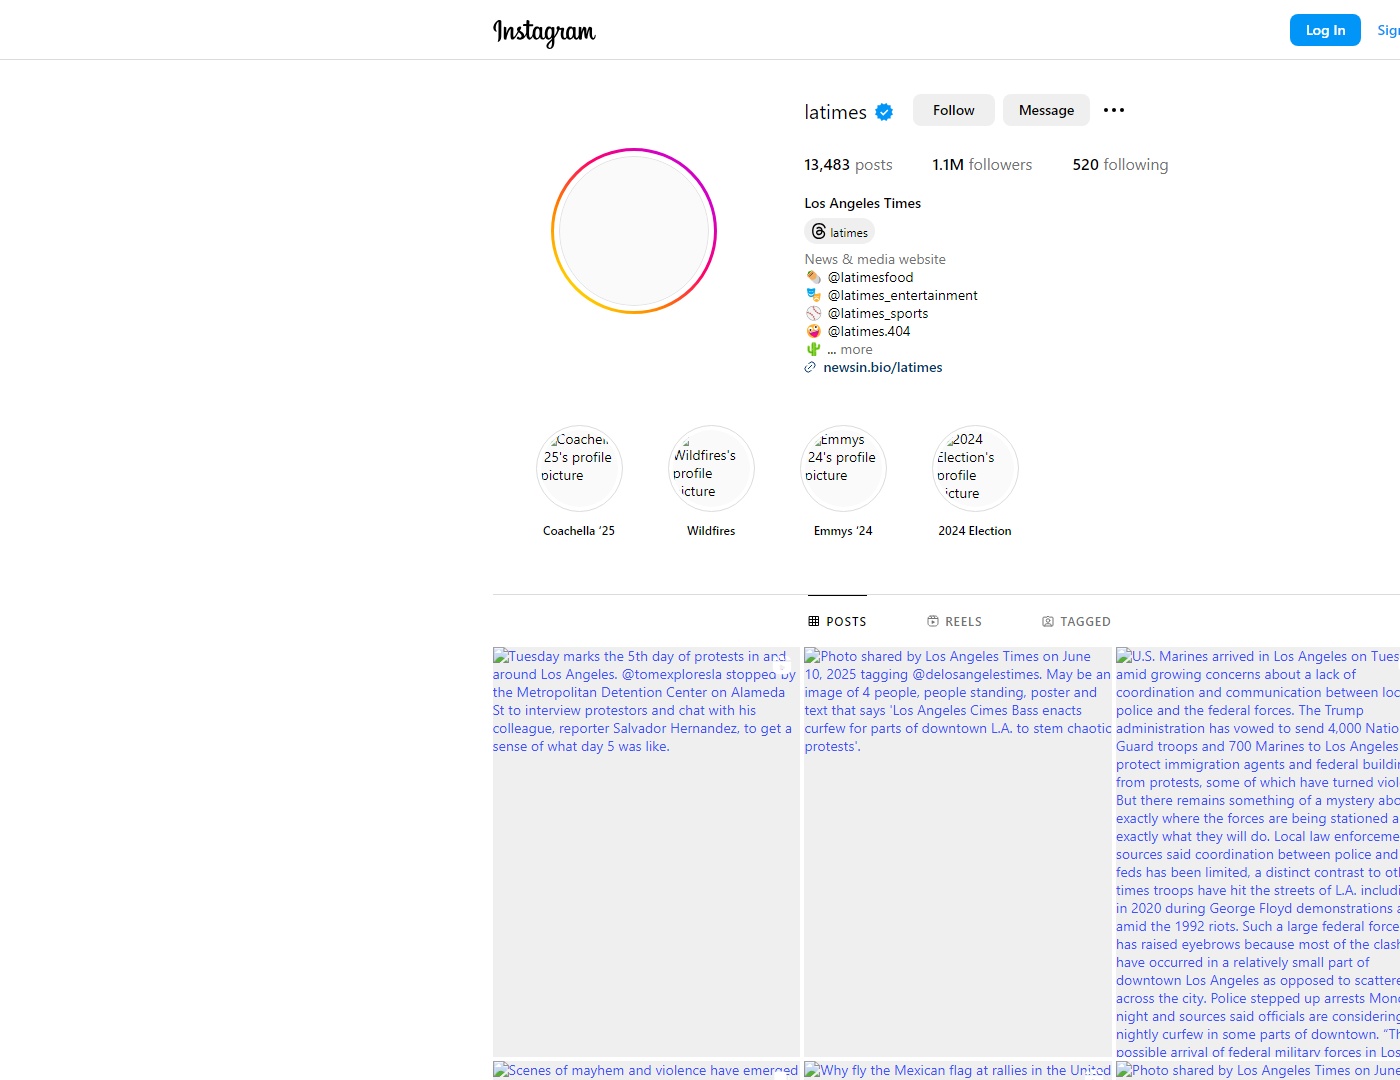 Instagram
Log In
latimes
Follow
Message
13,483 posts
1.1M followers
520 following
Los Angeles Times
latimes
News & media website
@latimesfood
@latimes_entertainment
@latimes_sports
@latimes.404
... more
newsin.bio/latimes
25's profile
picture
Wildfires's
profile
picture
Emmys
24's profile
picture
2024
Election's
profile
picture
Coachella ‘25
Wildfires
Emmys ‘24
2024 Election
POSTS
REELS
TAGGED
Tuesday marks the 5th day of protests in and
around Los Angeles. @tomexploresla stopped by
the Metropolitan Detention Center on Alameda
St to interview protestors and chat with his
colleague, reporter Salvador Hernandez, to get a
sense of what day 5 was like.
Photo shared by Los Angeles Times on June
10, 2025 tagging @delosangelestimes. May be an
image of 4 people, people standing, poster and
text that says 'Los Angeles Cimes Bass enacts
curfew for parts of downtown L.A. to stem chaotic
protests'.
U.S. Marines arrived in Los Angeles on
amid growing concerns about a lack of
coordination and communication between
police and the federal forces. The Trump
administration has vowed to send 4,000
Guard troops and 700 Marines to Los Angeles
protect immigration agents and federal
from protests, some of which have turned
But there remains something of a mystery
exactly where the forces are being stationed
exactly what they will do. Local law
sources said coordination between police and
feds has been limited, a distinct contrast to
times troops have hit the streets of L.A.
in 2020 during George Floyd demonstrations
amid the 1992 riots. Such a large federal force
has raised eyebrows because most of the
have occurred in a relatively small part of
downtown Los Angeles as opposed to
across the city. Police stepped up arrests
night and sources said officials are considering
nightly curfew in some parts of downtown.
possible arrival of federal military forces in Los
Scenes of mayhem and violence have emerged
Why fly the Mexican flag at rallies in the United
Photo shared by Los Angeles Times on